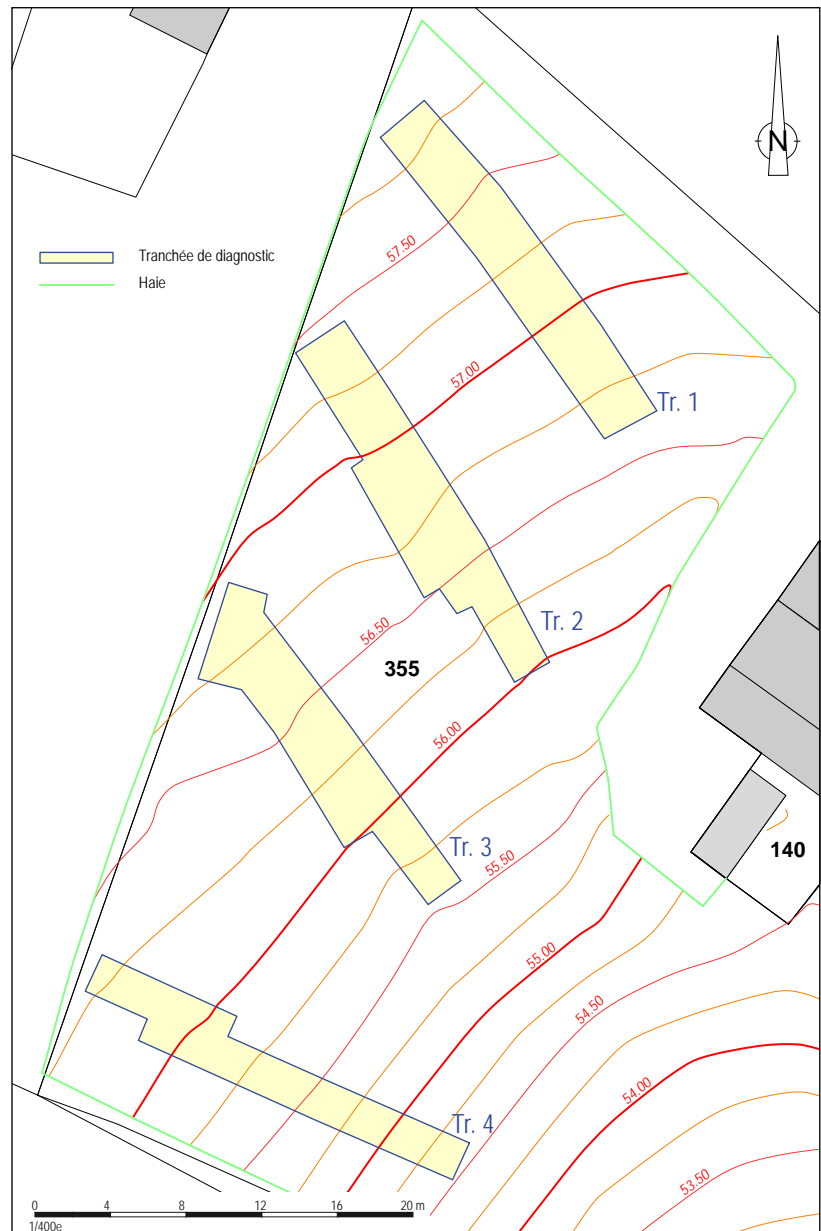 N
Tranchée de diagnostic
Haie
57.50
57.00
Tr. 1
56.50
Tr. 2
355
56.00
Tr. 3
55.50
140
55.00
54.50
54.00
Tr. 4
53.50
0 4 8 12 16 20 m
1/400e